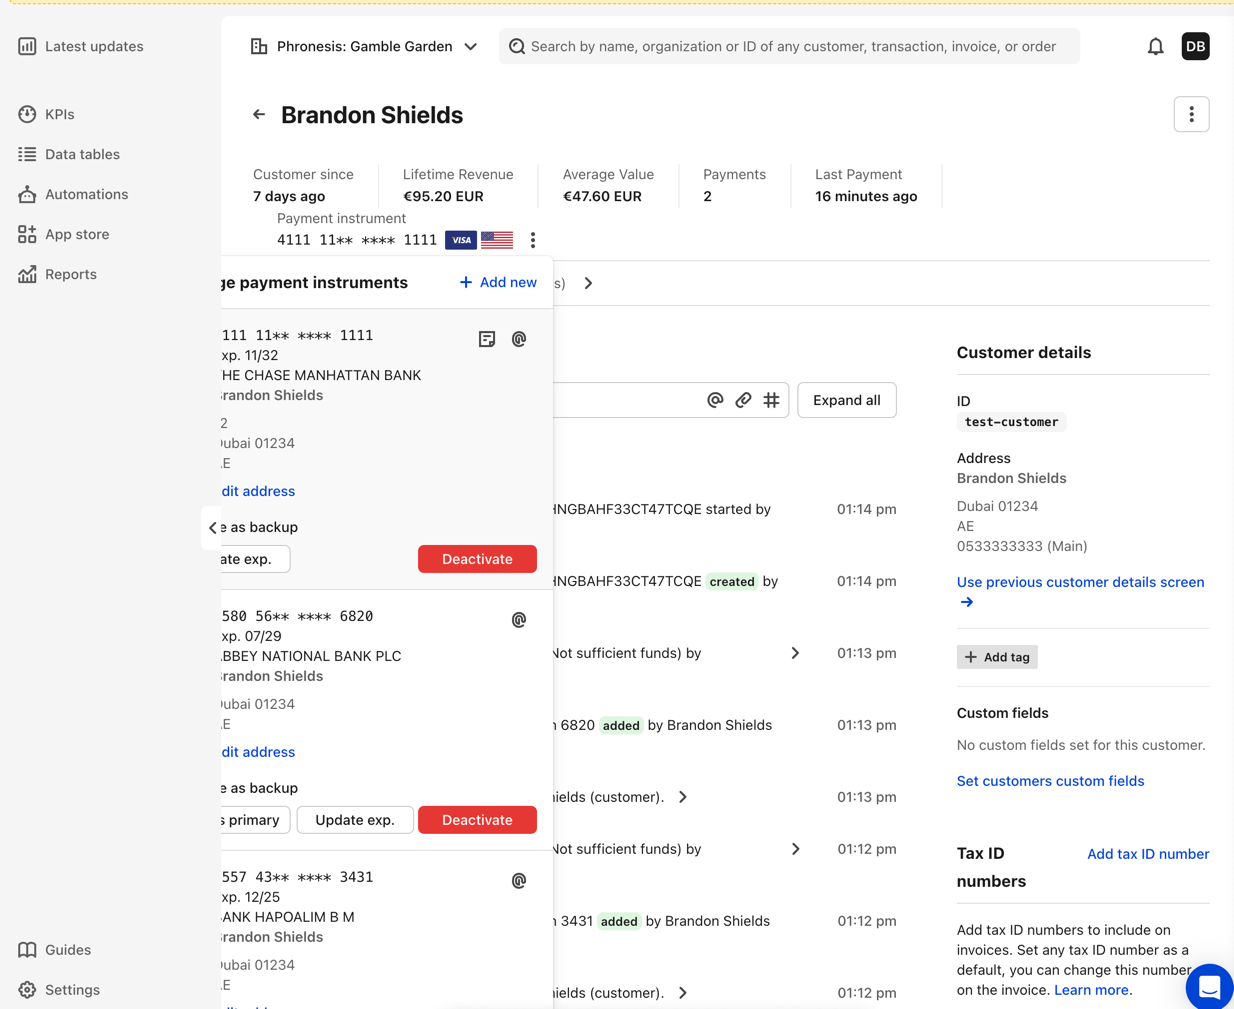 Latest updates
Phronesis: Gamble Garden
Search by name, organization or ID of any customer, transaction, invoice, or order
DB
KPIs
Data tables
Automations
App store
Reports
Guides
Settings
Brandon Shields
Customer since
7 days ago
Lifetime Revenue
€95.20 EUR
Average Value
€47.60 EUR
Payments
2
Last Payment
16 minutes ago
Payment instrument
4111 11** **** 1111 VISA
ge payment instruments
Add new
111 11** **** 1111
xp. 11/32
HE CHASE MANHATTAN BANK
Brandon Shields
2
Dubai 01234
AE
dit address
e as backup
ate exp.
Deactivate
580 56** **** 6820
xp. 07/29
ABBEY NATIONAL BANK PLC
Brandon Shields
Dubai 01234
AE
dit address
e as backup
s primary
Update exp.
Deactivate
557 43** **** 3431
xp. 12/25
BANK HAPOALIM B M
Brandon Shields
Dubai 01234
AE
s)
Expand all
HNGBAHF33CT47TCQE started by
01:14 pm
HNGBAHF33CT47TCQE created by
01:14 pm
Not sufficient funds) by
01:13 pm
6820 added by Brandon Shields
01:13 pm
ields (customer).
01:13 pm
Not sufficient funds) by
01:12 pm
3431 added by Brandon Shields
01:12 pm
ields (customer).
01:12 pm
Customer details
ID
test-customer
Address
Brandon Shields
Dubai 01234
AE
0533333333 (Main)
Use previous customer details screen
Add tag
Custom fields
No custom fields set for this customer.
Set customers custom fields
Tax ID
numbers
Add tax ID number
Add tax ID numbers to include on
invoices. Set any tax ID number as a
default, you can change this number
on the invoice. Learn more.